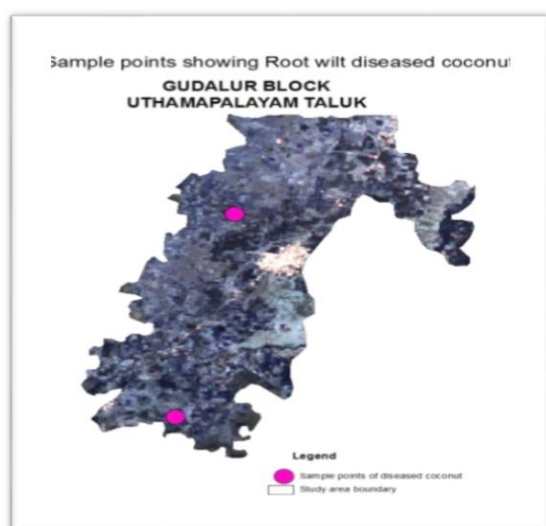 Sample points showing Root wilt diseased coconut
GUDALUR BLOCK
UTHAMAPALAYAM TALUK
Legend
Sample points of diseased coconut
Study area boundary